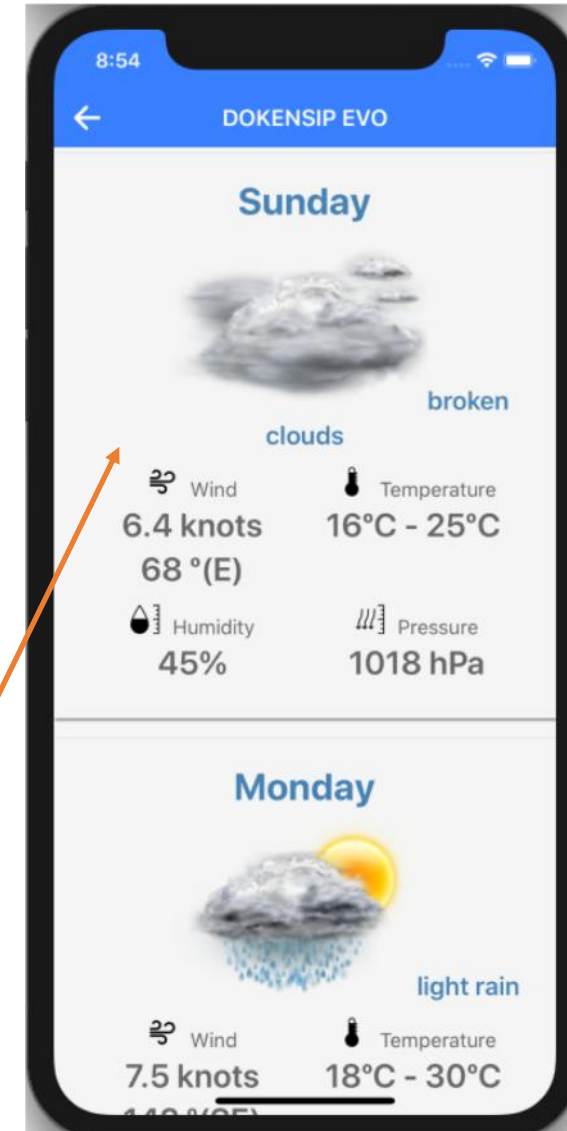 8:54
DOKENSIP EVO
Sunday
broken
clouds
Wind Temperature
6.4 knots 16°C - 25°C
68 °(E)
Humidity Pressure
45% 1018 hPa
Monday
light rain
Wind Temperature
7.5 knots 18°C - 30°C